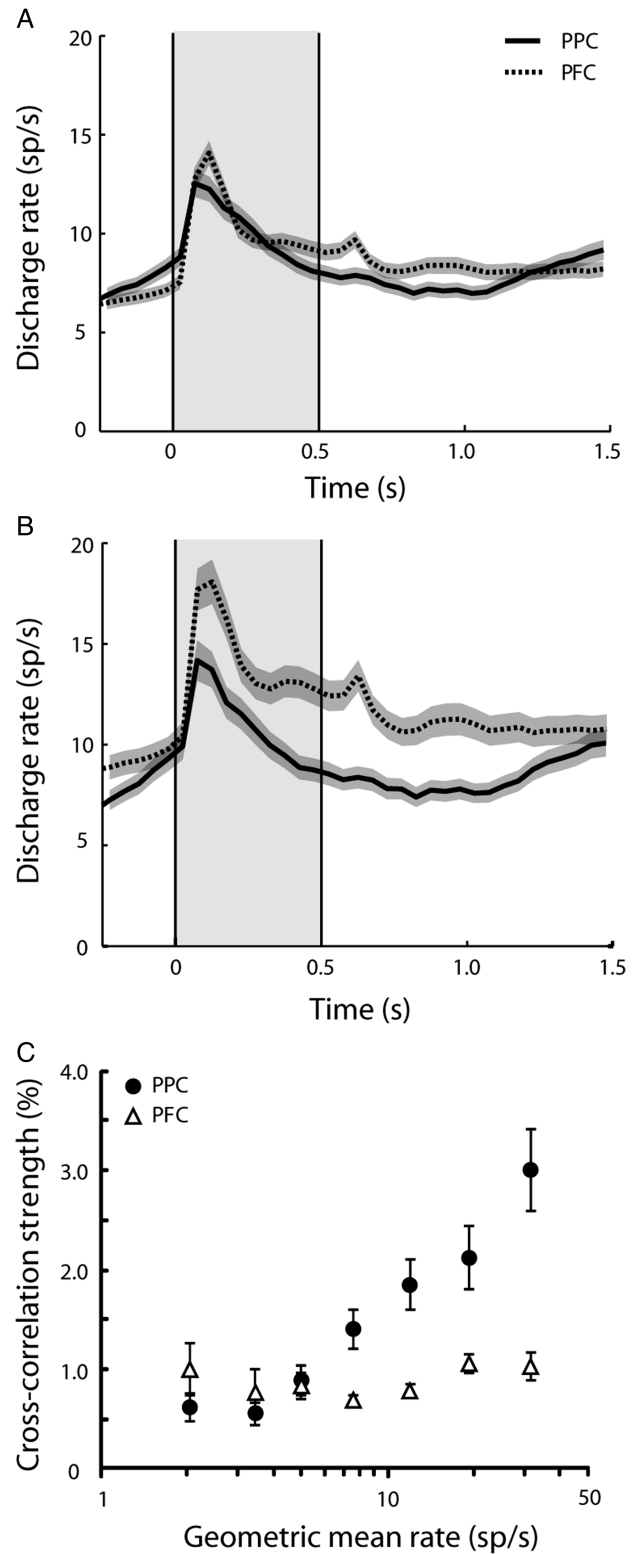 A
20
15
10
5
0
Discharge rate (sp/s)
PPC
PFC
0
0.5
1.0
1.5
Time (s)
B
20
15
10
5
0
Discharge rate (sp/s)
0
0.5
1.0
1.5
Time (s)
C
4.0
3.0
2.0
1.0
0
Cross-correlation strength (%)
PPC
PFC
1
10
50
Geometric mean rate (sp/s)